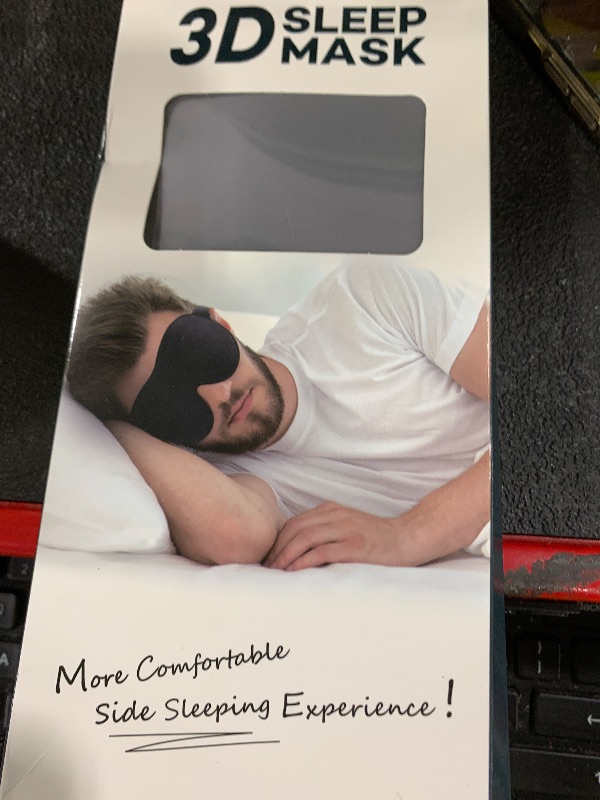 3D SLEEP
MASK
More Comfortable
Side Sleeping Experience!
A